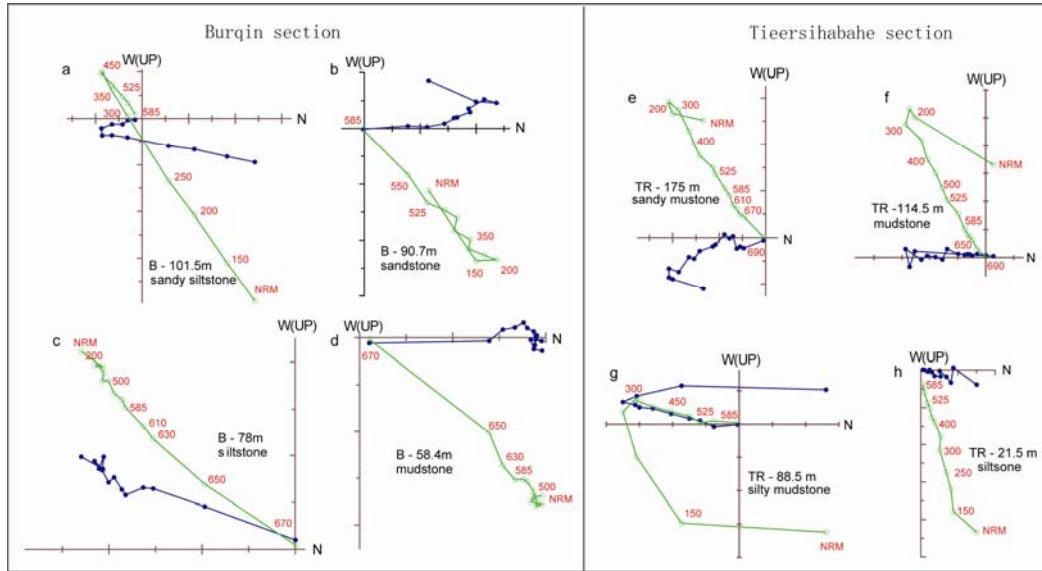 Burqin section
a
W(UP)
450
525
350
300
585
N
250
200
150
NRM
B - 101.5m
sandy siltstone
b
W(UP)
585
N
550
525
NRM
350
150
200
B - 90.7m
sandstone
c
W(UP)
NRM
200
500
585
610
630
650
670
N
B - 78m
siltstone
d
W(UP)
670
N
650
630
585
500
NRM
B - 58.4m
mudstone
Tieersihabahe section
e
W(UP)
200
300
NRM
400
525
585
610
670
690
N
TR - 175 m
sandy mustone
f
W(UP)
200
300
NRM
400
500
525
585
650
690
N
TR -114.5 m
mudstone
g
W(UP)
300
450
525
585
N
150
NRM
TR - 88.5 m
silty mudstone
h
W(UP)
N
585
525
400
300
250
150
NRM
TR - 21.5 m
siltsone